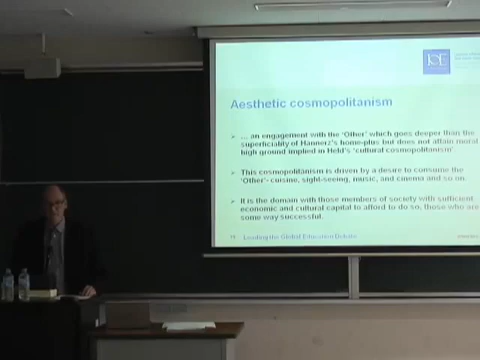 IOE
Aesthetic cosmopolitanism
... an engagement with the 'Other' which goes deeper than the
superficiality of Hannerz's home-plus but does not attain moral
high ground implied in Held's 'cultural cosmopolitanism'
This cosmopolitanism is driven by a desire to consume the
'Other'- cuisine, sight-seeing, music, and cinema and so on.
It is the domain with those members of society with sufficient
economic and cultural capital to afford to do so, those who are
some way successful.
Leading the Global Education Debate